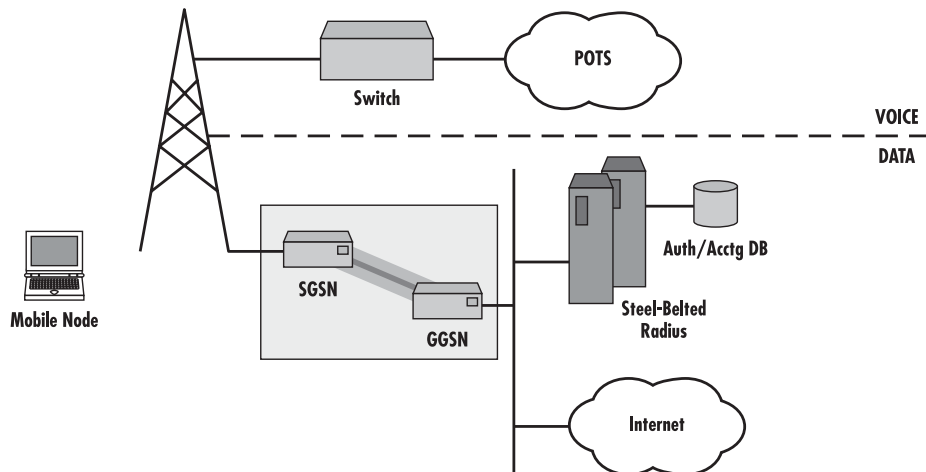 POTS
Switch
VOICE
DATA
Auth/Acctg DB
SGSN
Mobile Node
Steel-Belted
Radius
GGSN
Internet